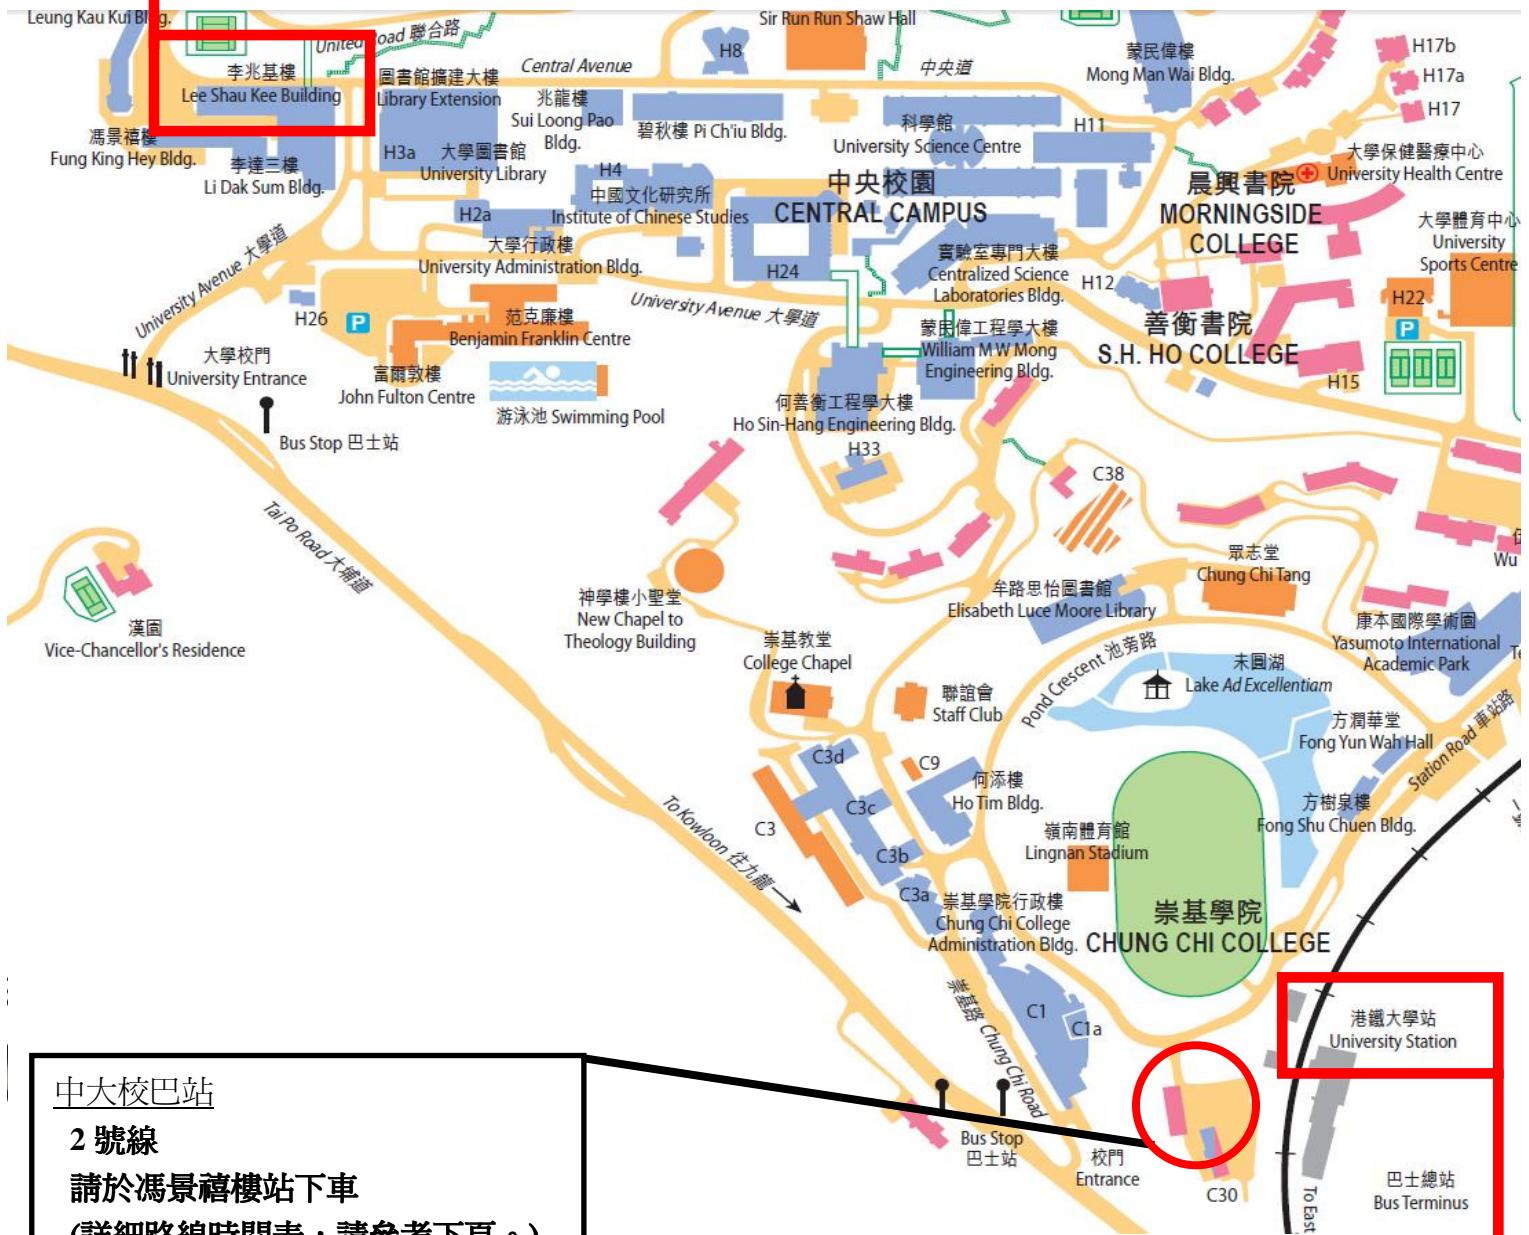 Leung Kau Kui Bldg.
United Road 聯合路
Sir Run Run Shaw Hall
李兆基樓
Lee Shau Kee Building
圖書館擴建大樓
Library Extension
Central Avenue
H8
中央道
蒙民偉樓
Mong Man Wai Bldg.
H17b
H17a
H17
兆龍樓
Sui Loong Pao
Bldg.
碧秋樓 Pi Ch'iu Bldg.
科學館
University Science Centre
H11
馮景禧樓
Fung King Hey Bldg.
李達三樓
Li Dak Sum Bldg.
H3a
大學圖書館
University Library
H4
中國文化研究所
Institute of Chinese Studies
中央校園
CENTRAL CAMPUS
晨興書院
MORNINGSIDE
COLLEGE
大學保健醫療中心
University Health Centre
大學體育中心
University
Sports Centre
H2a
大學行政樓
University Administration Bldg.
H24
實驗室專門大樓
Centralized Science
Laboratories Bldg.
H12
H22
P
University Avenue 大學道
University Avenue 大學道
H26
P
范克廉樓
Benjamin Franklin Centre
蒙民偉工程學大樓
William M W Mong
Engineering Bldg.
善衡書院
S.H. HO COLLEGE
H15
大學校門
University Entrance
富爾敦樓
John Fulton Centre
游泳池 Swimming Pool
何善衡工程學大樓
Ho Sin-Hang Engineering Bldg.
H33
Bus Stop 巴士站
C38
Tai Po Road 大埔道
漢園
Vice-Chancellor's Residence
神學樓小聖堂
New Chapel to
Theology Building
眾志堂
Chung Chi Tang
Wu
牟路思怡圖書館
Elisabeth Luce Moore Library
康本國際學術園
Yasumoto International
Academic Park
崇基教堂
College Chapel
聯誼會
Staff Club
Pond Crescent 池旁路
未圓湖
Lake Ad Excellentiam
方潤華堂
Fong Yun Wah Hall
Station Road 車站路
C3d
C9
何添樓
Ho Tim Bldg.
C3c
C3
C3b
C3a
方樹泉樓
Fong Shu Chuen Bldg.
嶺南體育館
Lingnan Stadium
To Kowloon 往九龍
崇基學院行政樓
Chung Chi College
Administration Bldg.
崇基學院
CHUNG CHI COLLEGE
崇基路 Chung Chi Road
C1
C1a
港鐵大學站
University Station
Bus Stop
巴士站
校門
Entrance
C30
To East
巴士總站
Bus Terminus
中大校巴站
2 號線
請於馮景禧樓站下車
(詳細路線時間表，請參考下頁。)